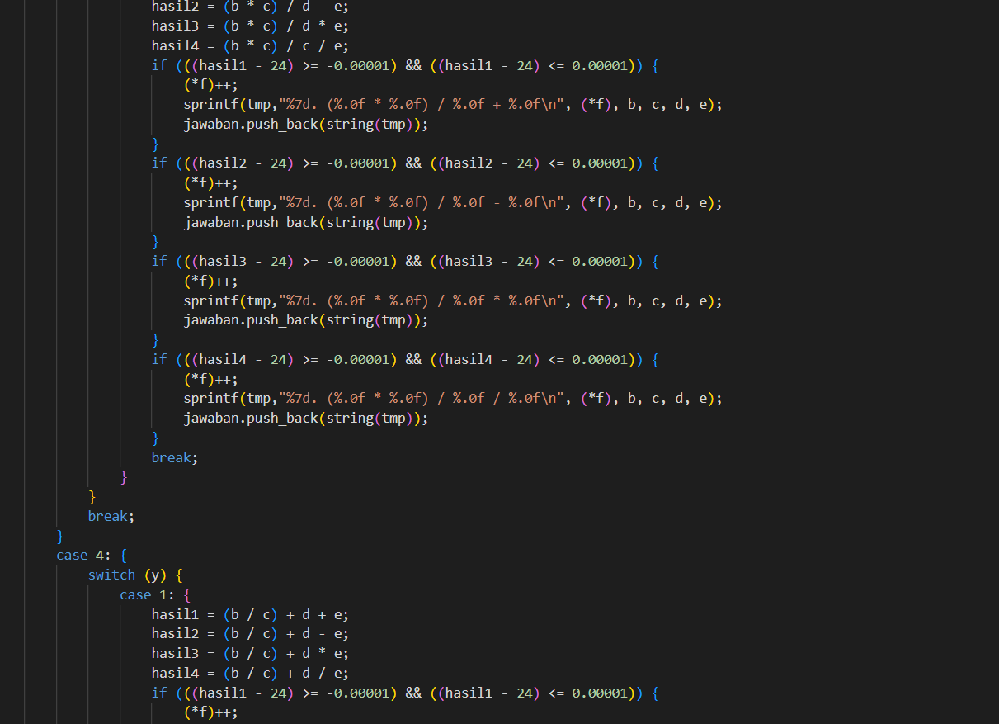 hasil2 = (b * c) / d - e;
hasil3 = (b * c) / d * e;
hasil4 = (b * c) / c / e;
if (((hasil1 - 24) >= -0.00001) && ((hasil1 - 24) <= 0.00001)) {
(*f)++;
sprintf(tmp,"%7d. (%.0f * %.0f) / %.0f + %.0f\n", (*f), b, c, d, e);
jawaban.push_back(string(tmp));
}
if (((hasil2 - 24) >= -0.00001) && ((hasil2 - 24) <= 0.00001)) {
(*f)++;
sprintf(tmp,"%7d. (%.0f * %.0f) / %.0f - %.0f\n", (*f), b, c, d, e);
jawaban.push_back(string(tmp));
}
if (((hasil3 - 24) >= -0.00001) && ((hasil3 - 24) <= 0.00001)) {
(*f)++;
sprintf(tmp,"%7d. (%.0f * %.0f) / %.0f * %.0f\n", (*f), b, c, d, e);
jawaban.push_back(string(tmp));
}
if (((hasil4 - 24) >= -0.00001) && ((hasil4 - 24) <= 0.00001)) {
(*f)++;
sprintf(tmp,"%7d. (%.0f * %.0f) / %.0f / %.0f\n", (*f), b, c, d, e);
jawaban.push_back(string(tmp));
}
break;
}
}
break;
}
case 4: {
switch (y) {
case 1: {
hasil1 = (b / c) + d + e;
hasil2 = (b / c) + d - e;
hasil3 = (b / c) + d * e;
hasil4 = (b / c) + d / e;
if (((hasil1 - 24) >= -0.00001) && ((hasil1 - 24) <= 0.00001)) {
(*f)++;